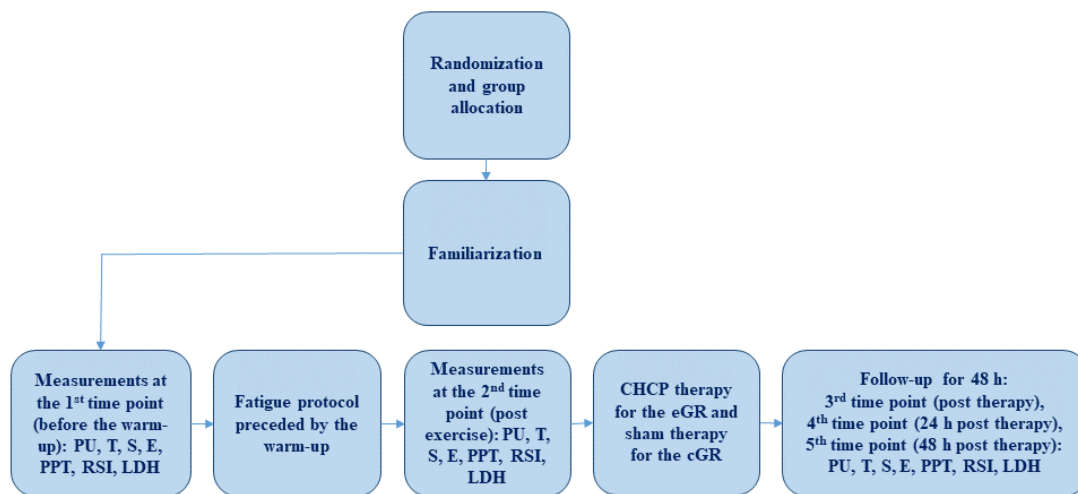 Randomization
and group
allocation
Familiarization
Measurements at
the 1st time point
(before the warm-
up): PU, T, S, E,
PPT, RSI, LDH
Fatigue protocol
preceded by the
warm-up
Measurements
at the 2nd time
point (post
exercise): PU, T,
S, E, PPT, RSI,
LDH
CHCP therapy
for the eGR and
sham therapy
for the cGR
Follow-up for 48 h:
3rd time point (post therapy),
4th time point (24 h post therapy),
5th time point (48 h post therapy):
PU, T, S, E, PPT, RSI, LDH